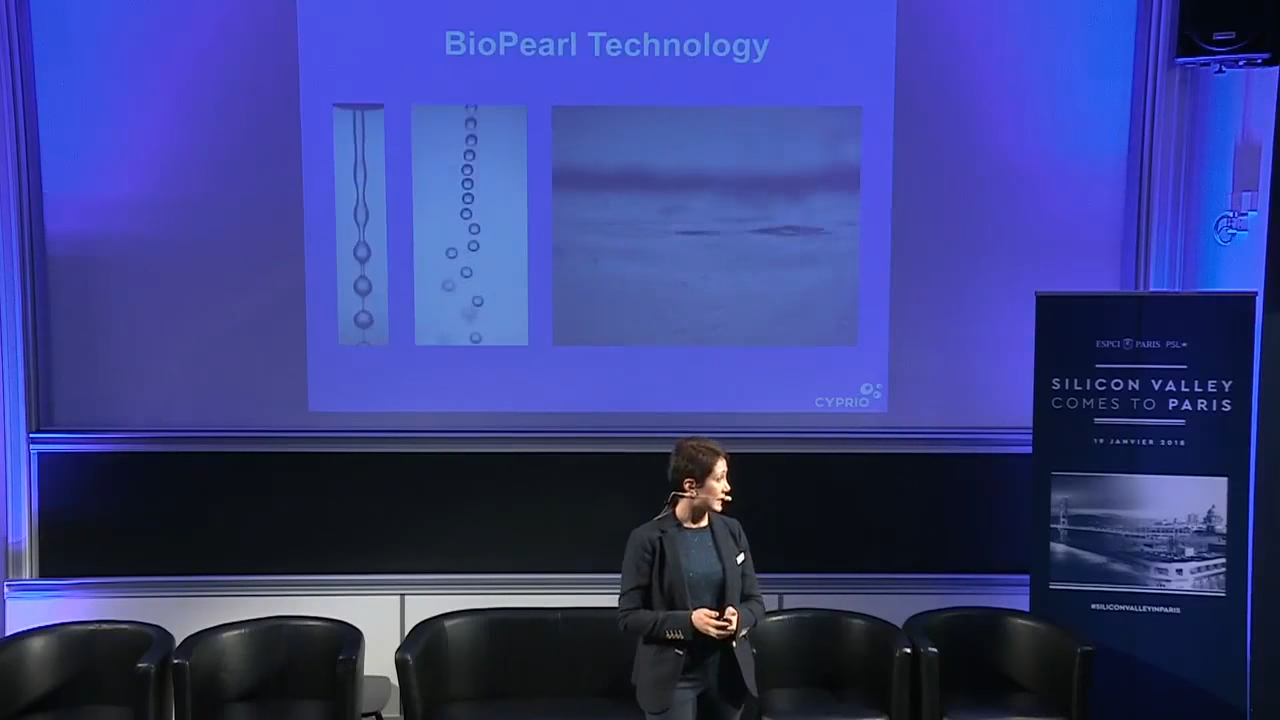 BioPearl Technology
CYPRIO
ESPCI PARIS PSL
SILICON VALLEY
COMES TO PARIS
19 JANVIER 2018
#SILICONVALLEYINPARIS